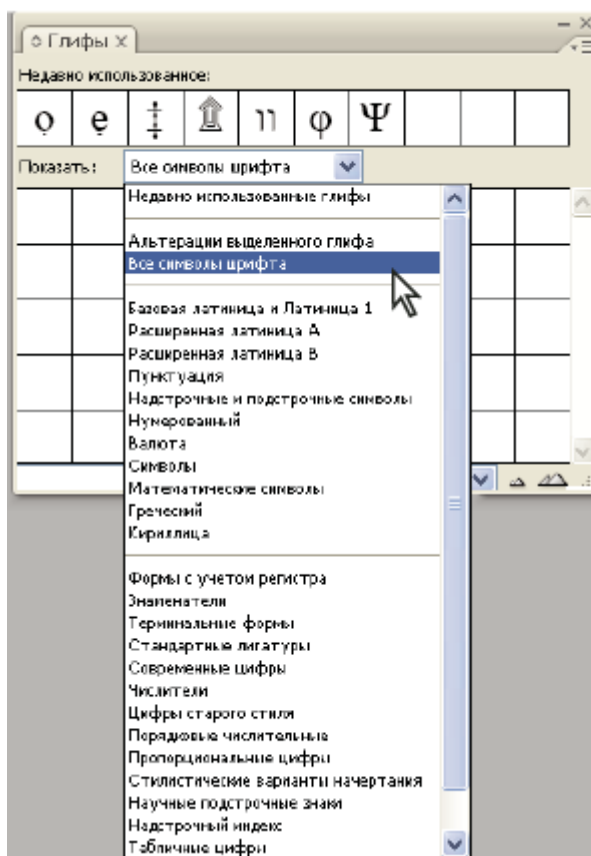 Глифы
Недавно использованное:
ọ ẹ ‡ ⇮ װ φ Ψ
Показать: Все символы шрифта
Недавно использованные глифы
Альтерации выделенного глифа
Все символы шрифта
Базовая латиница и Латиница 1
Расширенная латиница A
Расширенная латиница B
Пунктуация
Надстрочные и подстрочные символы
Нумерованный
Валюта
Символы
Математические символы
Греческий
Кириллица
Формы с учетом регистра
Знаменатели
Терминальные формы
Стандартные лигатуры
Современные цифры
Числители
Цифры старого стиля
Порядковые числительные
Пропорциональные цифры
Стилистические варианты начертания
Научные подстрочные знаки
Надстрочный индекс
Табличные цифры